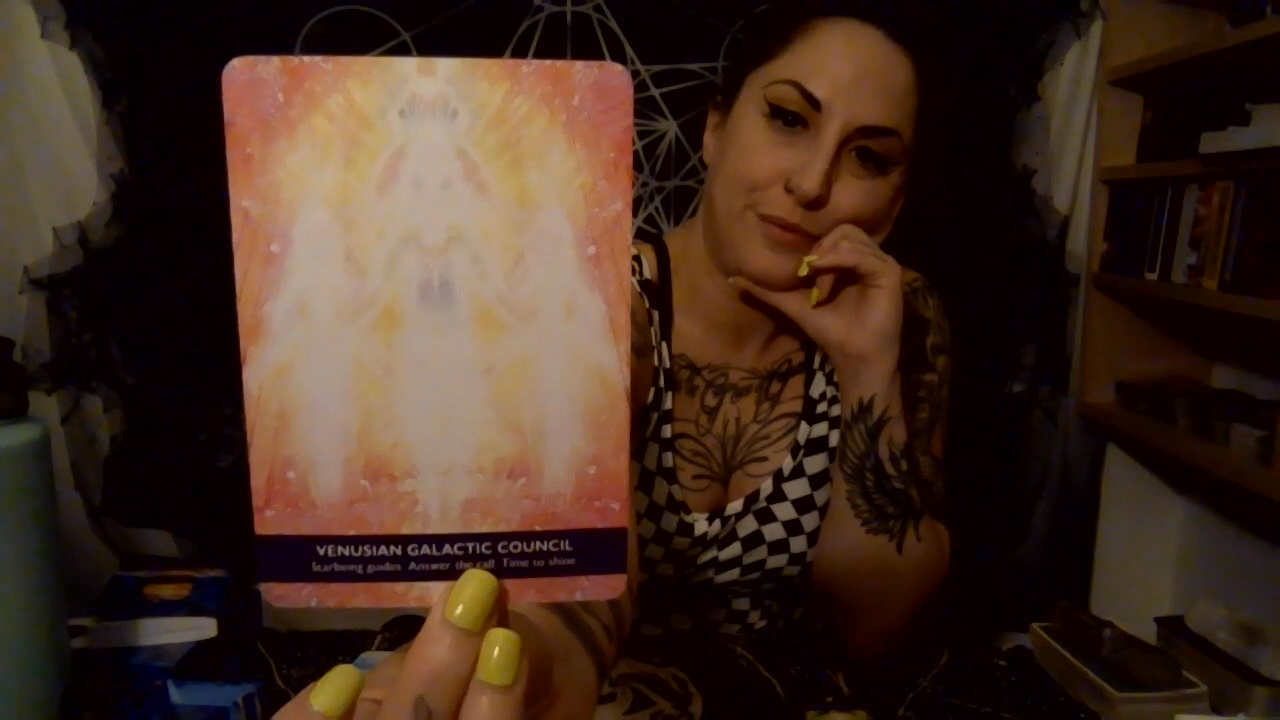 VENUSIAN GALACTIC COUNCIL
Starbeing guides Answer the call Time to shine